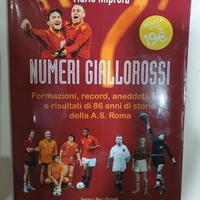 19€
NUMERI GIALLOROSSI
Formazioni, record, aneddoti,
e risultati di 86 anni di storia
della A.S. Roma